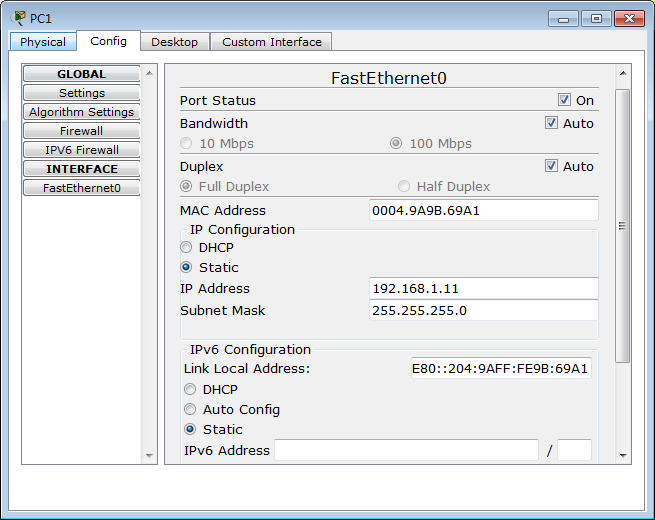 PC1
Physical Config Desktop Custom Interface
GLOBAL
Settings
Algorithm Settings
Firewall
IPV6 Firewall
INTERFACE
FastEthernet0
FastEthernet0
Port Status On
Bandwidth Auto
10 Mbps 100 Mbps
Duplex Auto
Full Duplex Half Duplex
MAC Address 0004.9A9B.69A1
IP Configuration
DHCP
Static
IP Address 192.168.1.11
Subnet Mask 255.255.255.0
IPv6 Configuration
Link Local Address: E80::204:9AFF:FE9B:69A1
DHCP
Auto Config
Static
IPv6 Address /